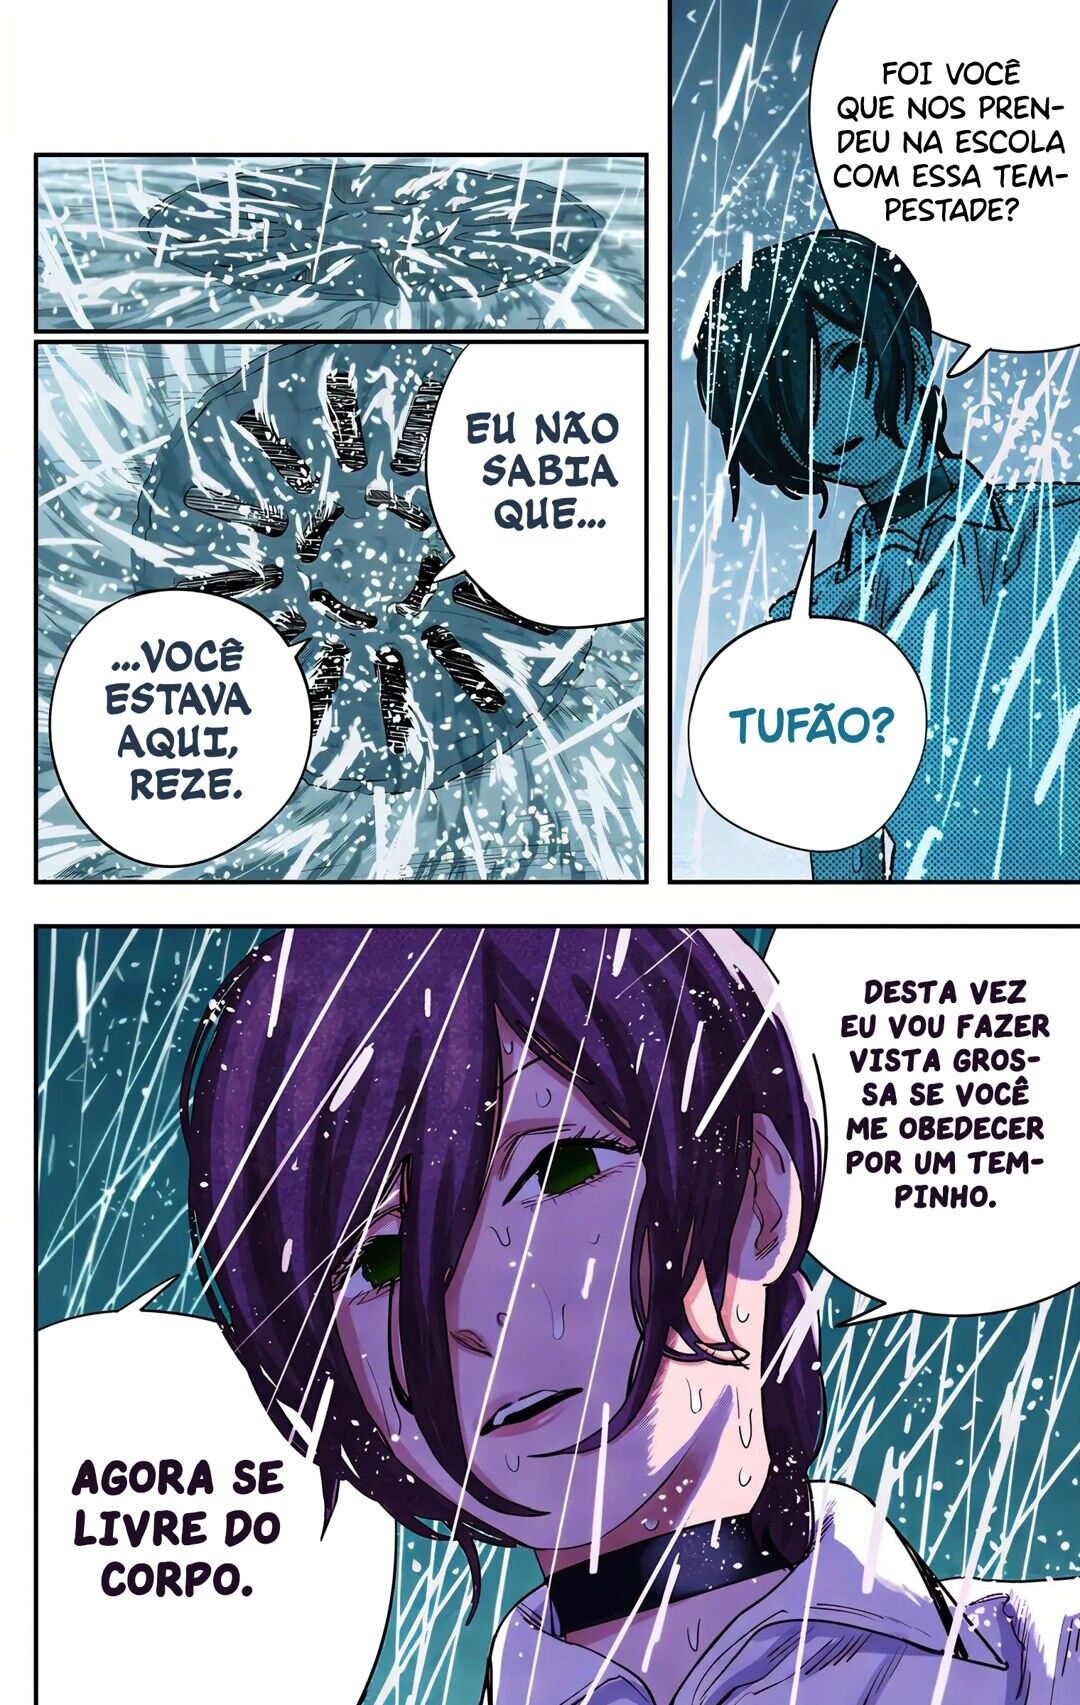 FOI VOCÊ
QUE NOS PREN-
DEU NA ESCOLA
COM ESSA TEM-
PESTADE?
TUFÃO?
EU NÃO
SABIA
QUE...
...VOCÊ
ESTAVA
AQUI,
REZE.
DESTA VEZ
EU VOU FAZER
VISTA GROS-
SA SE VOCÊ
ME OBEDECER
POR UM TEM-
PINHO.
AGORA SE
LIVRE DO
CORPO.